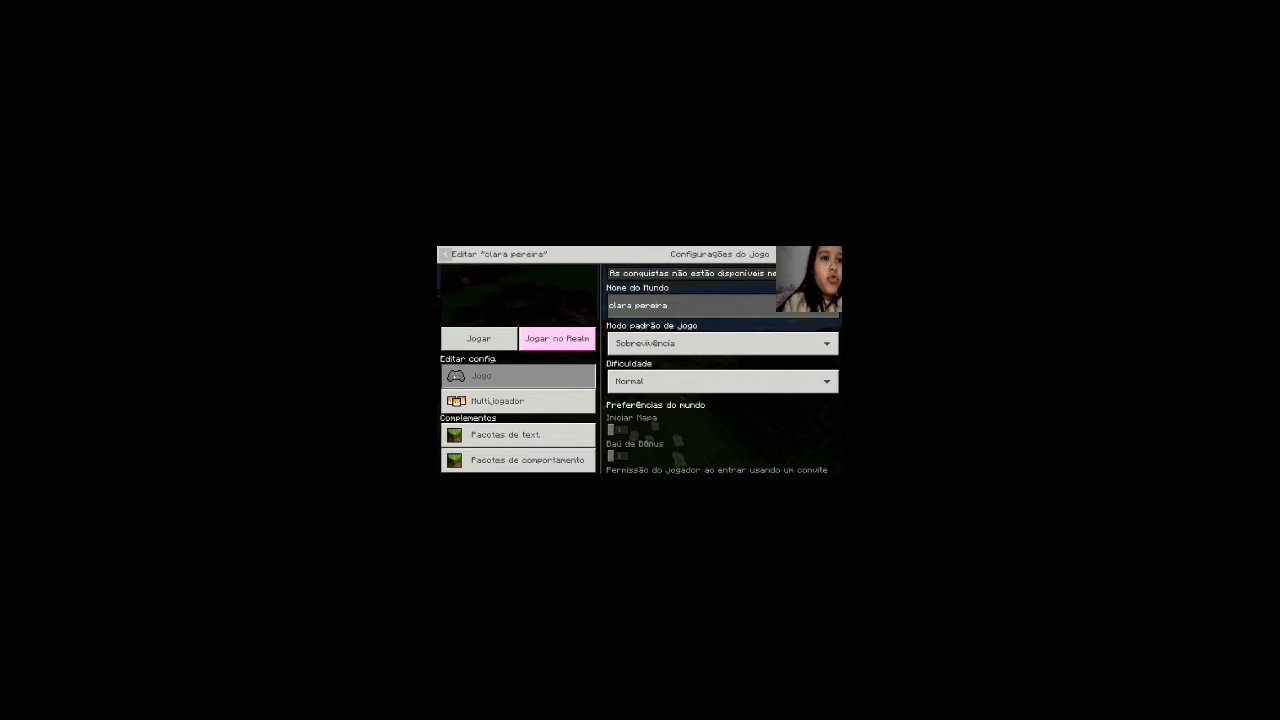 Editar "clara pereira"
Configurações do jogo
As conquistas não estão disponíveis ne
Nome do Mundo
clara pereira
Modo padrão de jogo
Jogar
Jogar no Realm
Sobrevivência
Editar config.
Dificuldade
Jogo
Normal
Multijogador
Preferências do mundo
Complementos
Iniciar Mapa
Pacotes de text.
Baú de Bônus
Pacotes de comportamento
Permissão do jogador ao entrar usando um convite